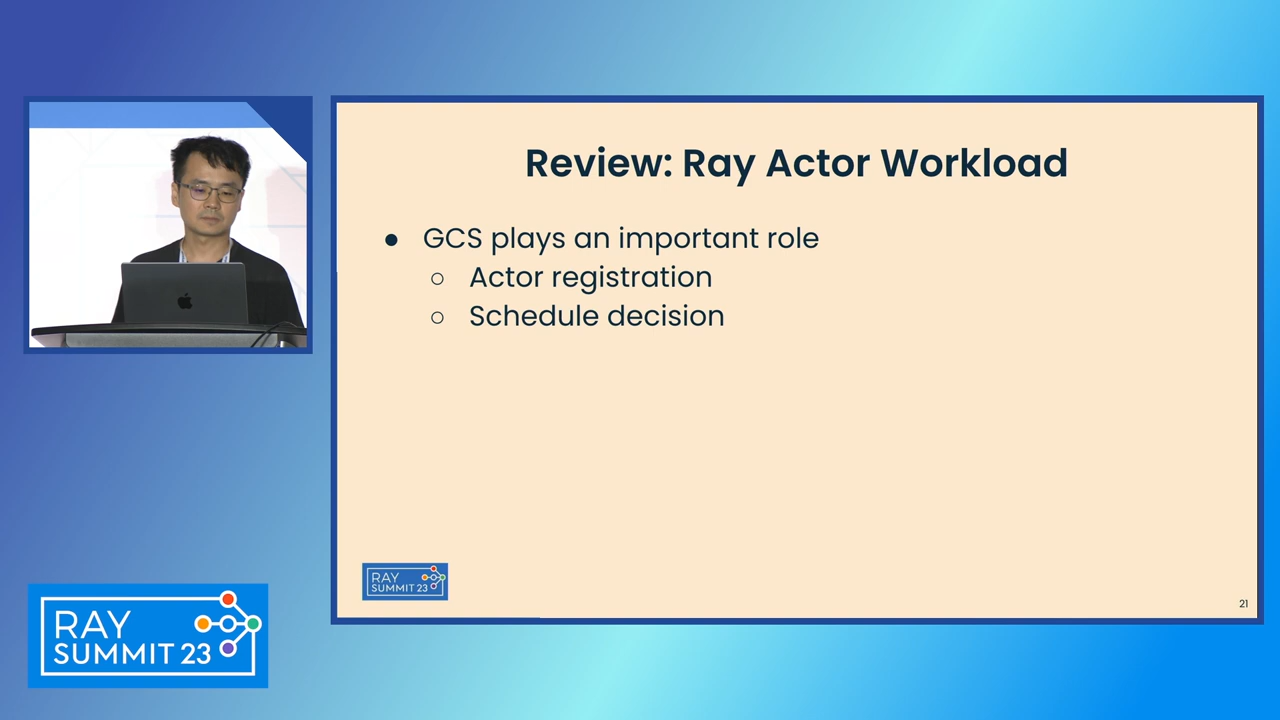 Review: Ray Actor Workload
● GCS plays an important role
○ Actor registration
○ Schedule decision
RAY
SUMMIT 23
21
RAY
SUMMIT 23